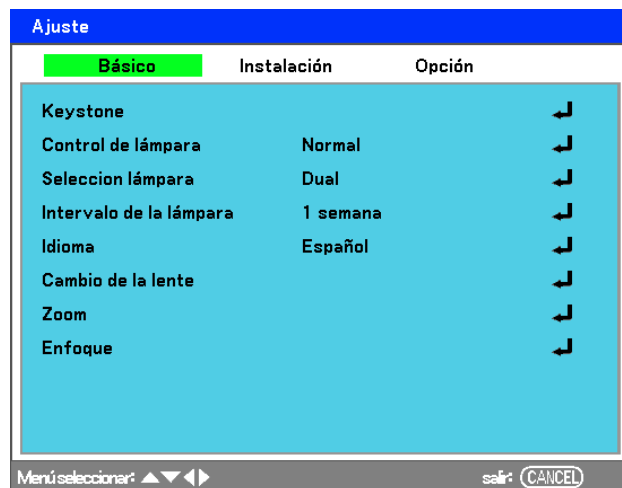 Ajuste
Básico Instalación Opción
Keystone
Control de lámpara Normal
Seleccion lámpara Dual
Intervalo de la lámpara 1 semana
Idioma Español
Cambio de la lente
Zoom
Enfoque
Menú seleccionar: ▲▼◀▶ salir: (CANCEL)